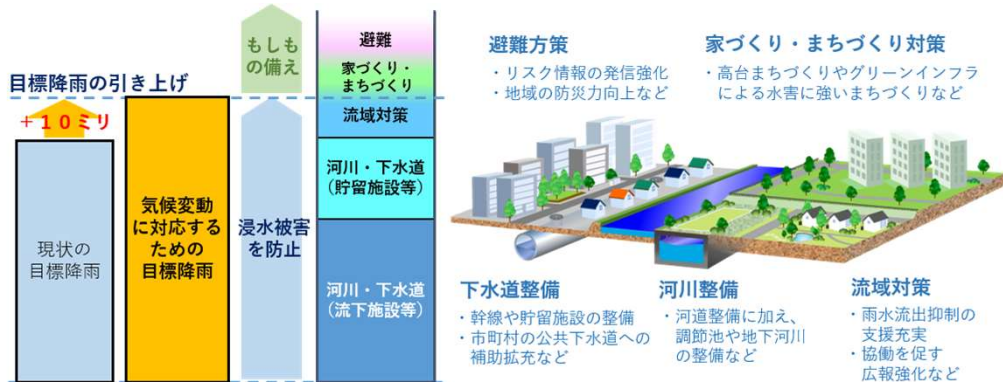 目標降雨の引き上げ
＋１０ミリ
現状の
目標降雨
気候変動
に対応する
ための
目標降雨
もしも
の備え
浸水被害
を防止
避難
家づくり・
まちづくり
流域対策
河川・下水道
（貯留施設等）
河川・下水道
（流下施設等）
避難方策
・リスク情報の発信強化
・地域の防災力向上など
家づくり・まちづくり対策
・高台まちづくりやグリーンインフラ
による水害に強いまちづくりなど
下水道整備
・幹線や貯留施設の整備
・市町村の公共下水道への
補助拡充など
河川整備
・河道整備に加え、
調節池や地下河川
の整備など
流域対策
・雨水流出抑制の
支援充実
・協働を促す
広報強化など